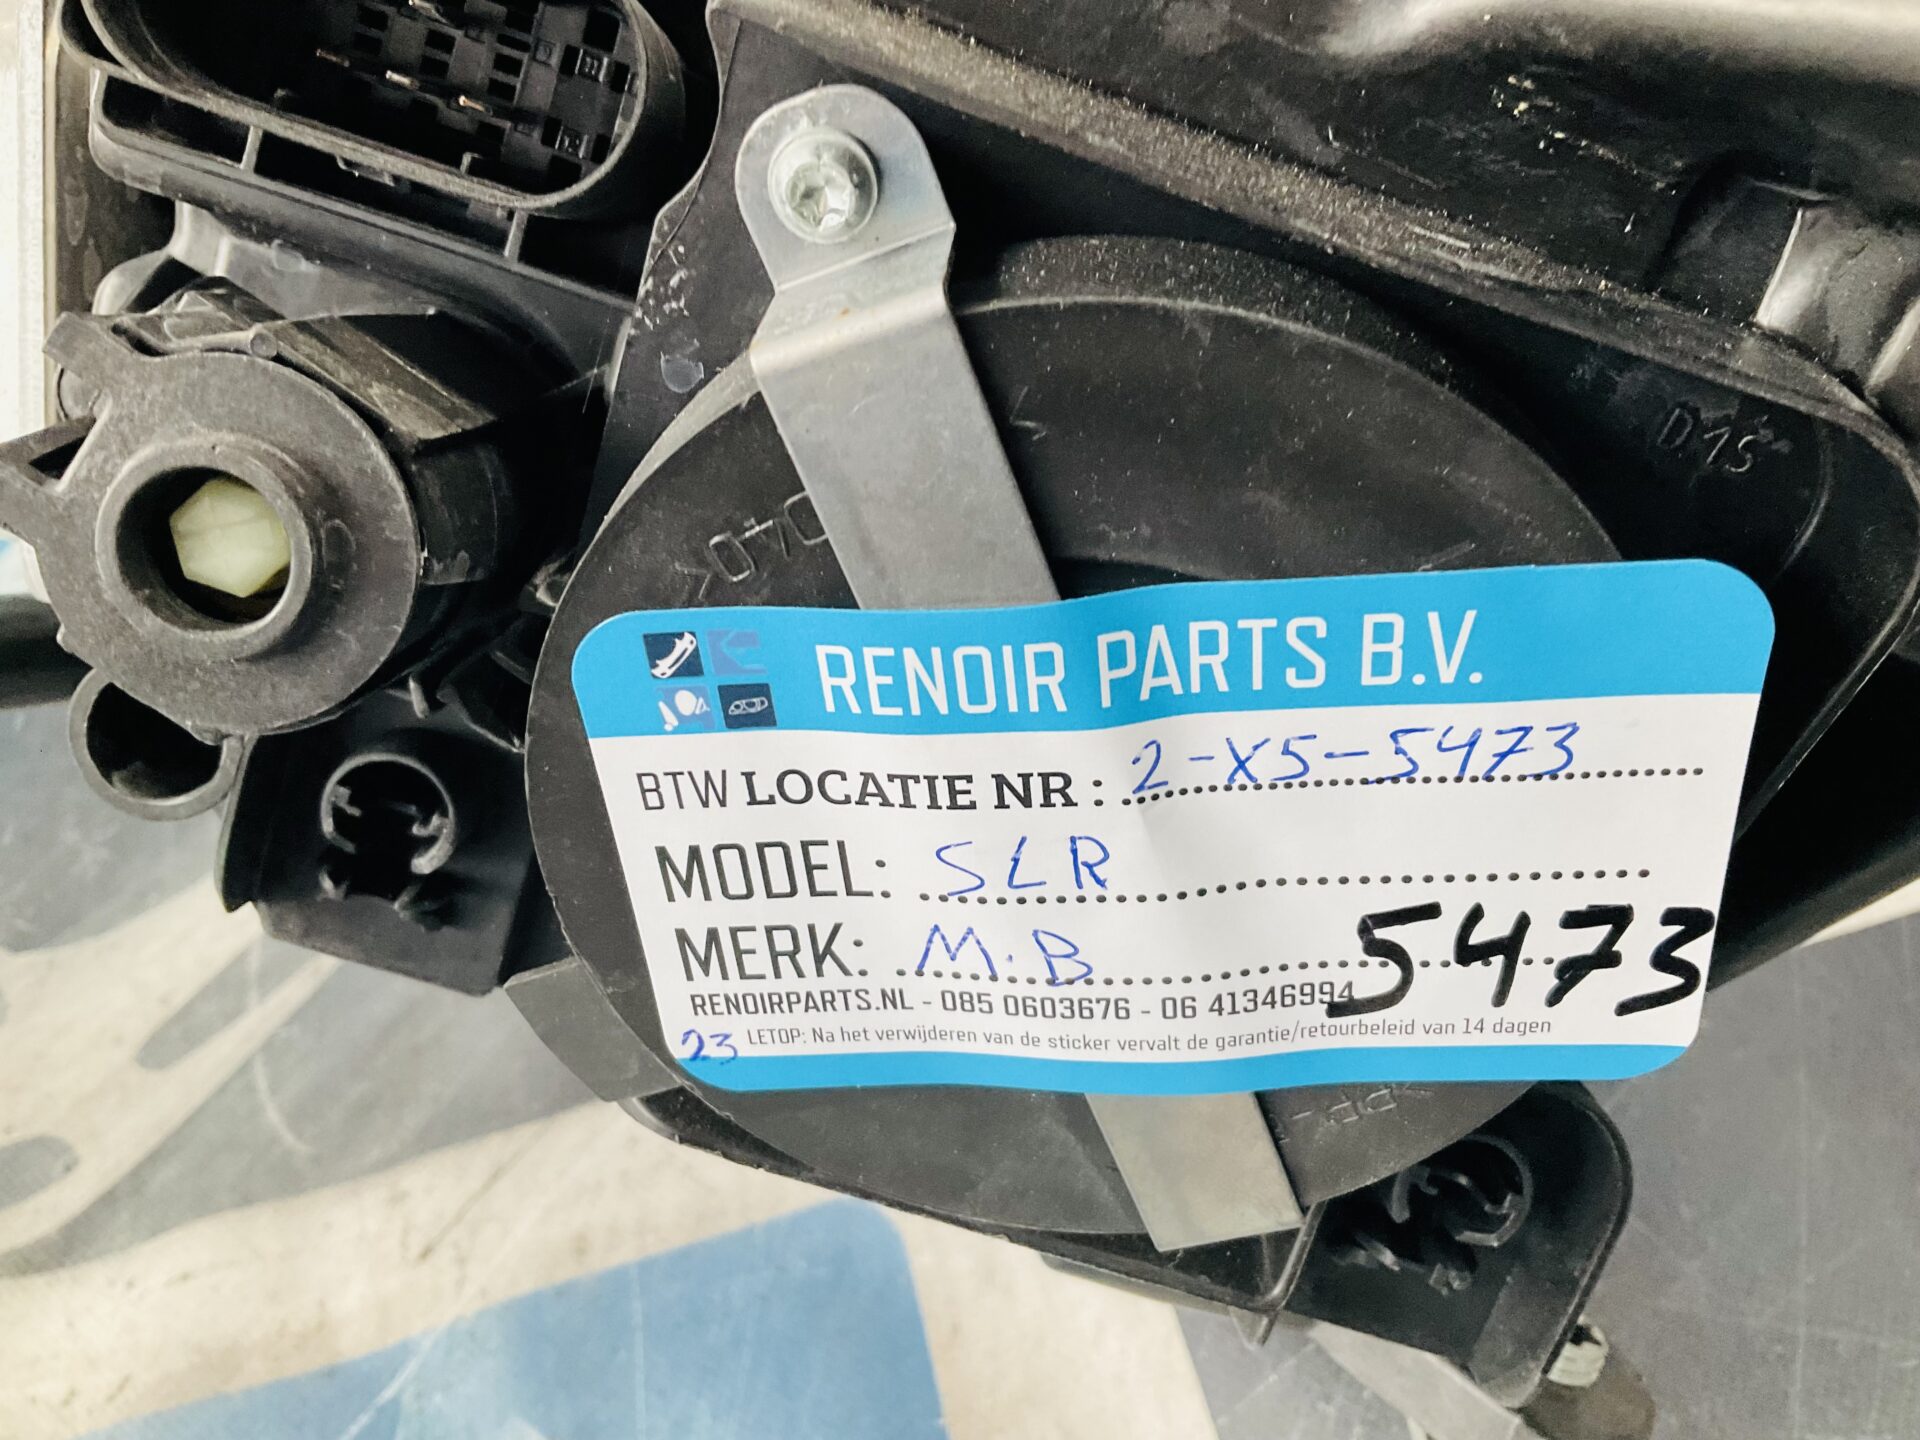 D1S
RENOIR PARTS B.V.
BTW LOCATIE NR : 2-X5-5473
MODEL: SLR
MERK: M.B
5473
RENOIRPARTS.NL - 085 0603676 - 06 41346994
23 LETOP: Na het verwijderen van de sticker vervalt de garantie/retourbeleid van 14 dagen